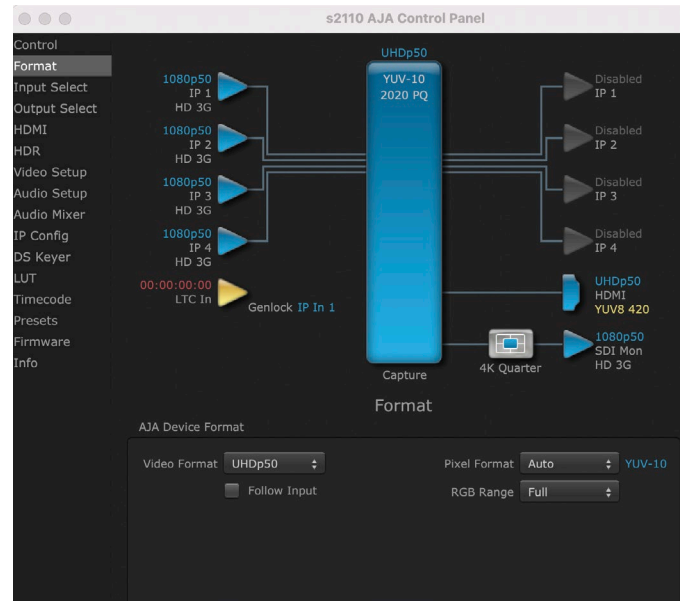 s2110 AJA Control Panel
Control
Format
Input Select
Output Select
HDMI
HDR
Video Setup
Audio Setup
Audio Mixer
IP Config
DS Keyer
LUT
Timecode
Presets
Firmware
Info
UHDp50
YUV-10
2020 PQ
1080p50
IP 1
HD 3G
1080p50
IP 2
HD 3G
1080p50
IP 3
HD 3G
1080p50
IP 4
HD 3G
00:00:00:00
LTC In
Genlock IP In 1
Disabled
IP 1
Disabled
IP 2
Disabled
IP 3
Disabled
IP 4
UHDp50
HDMI
YUV8 420
1080p50
SDI Mon
HD 3G
4K Quarter
Capture
Format
AJA Device Format
Video Format UHDp50
Follow Input
Pixel Format Auto YUV-10
RGB Range Full